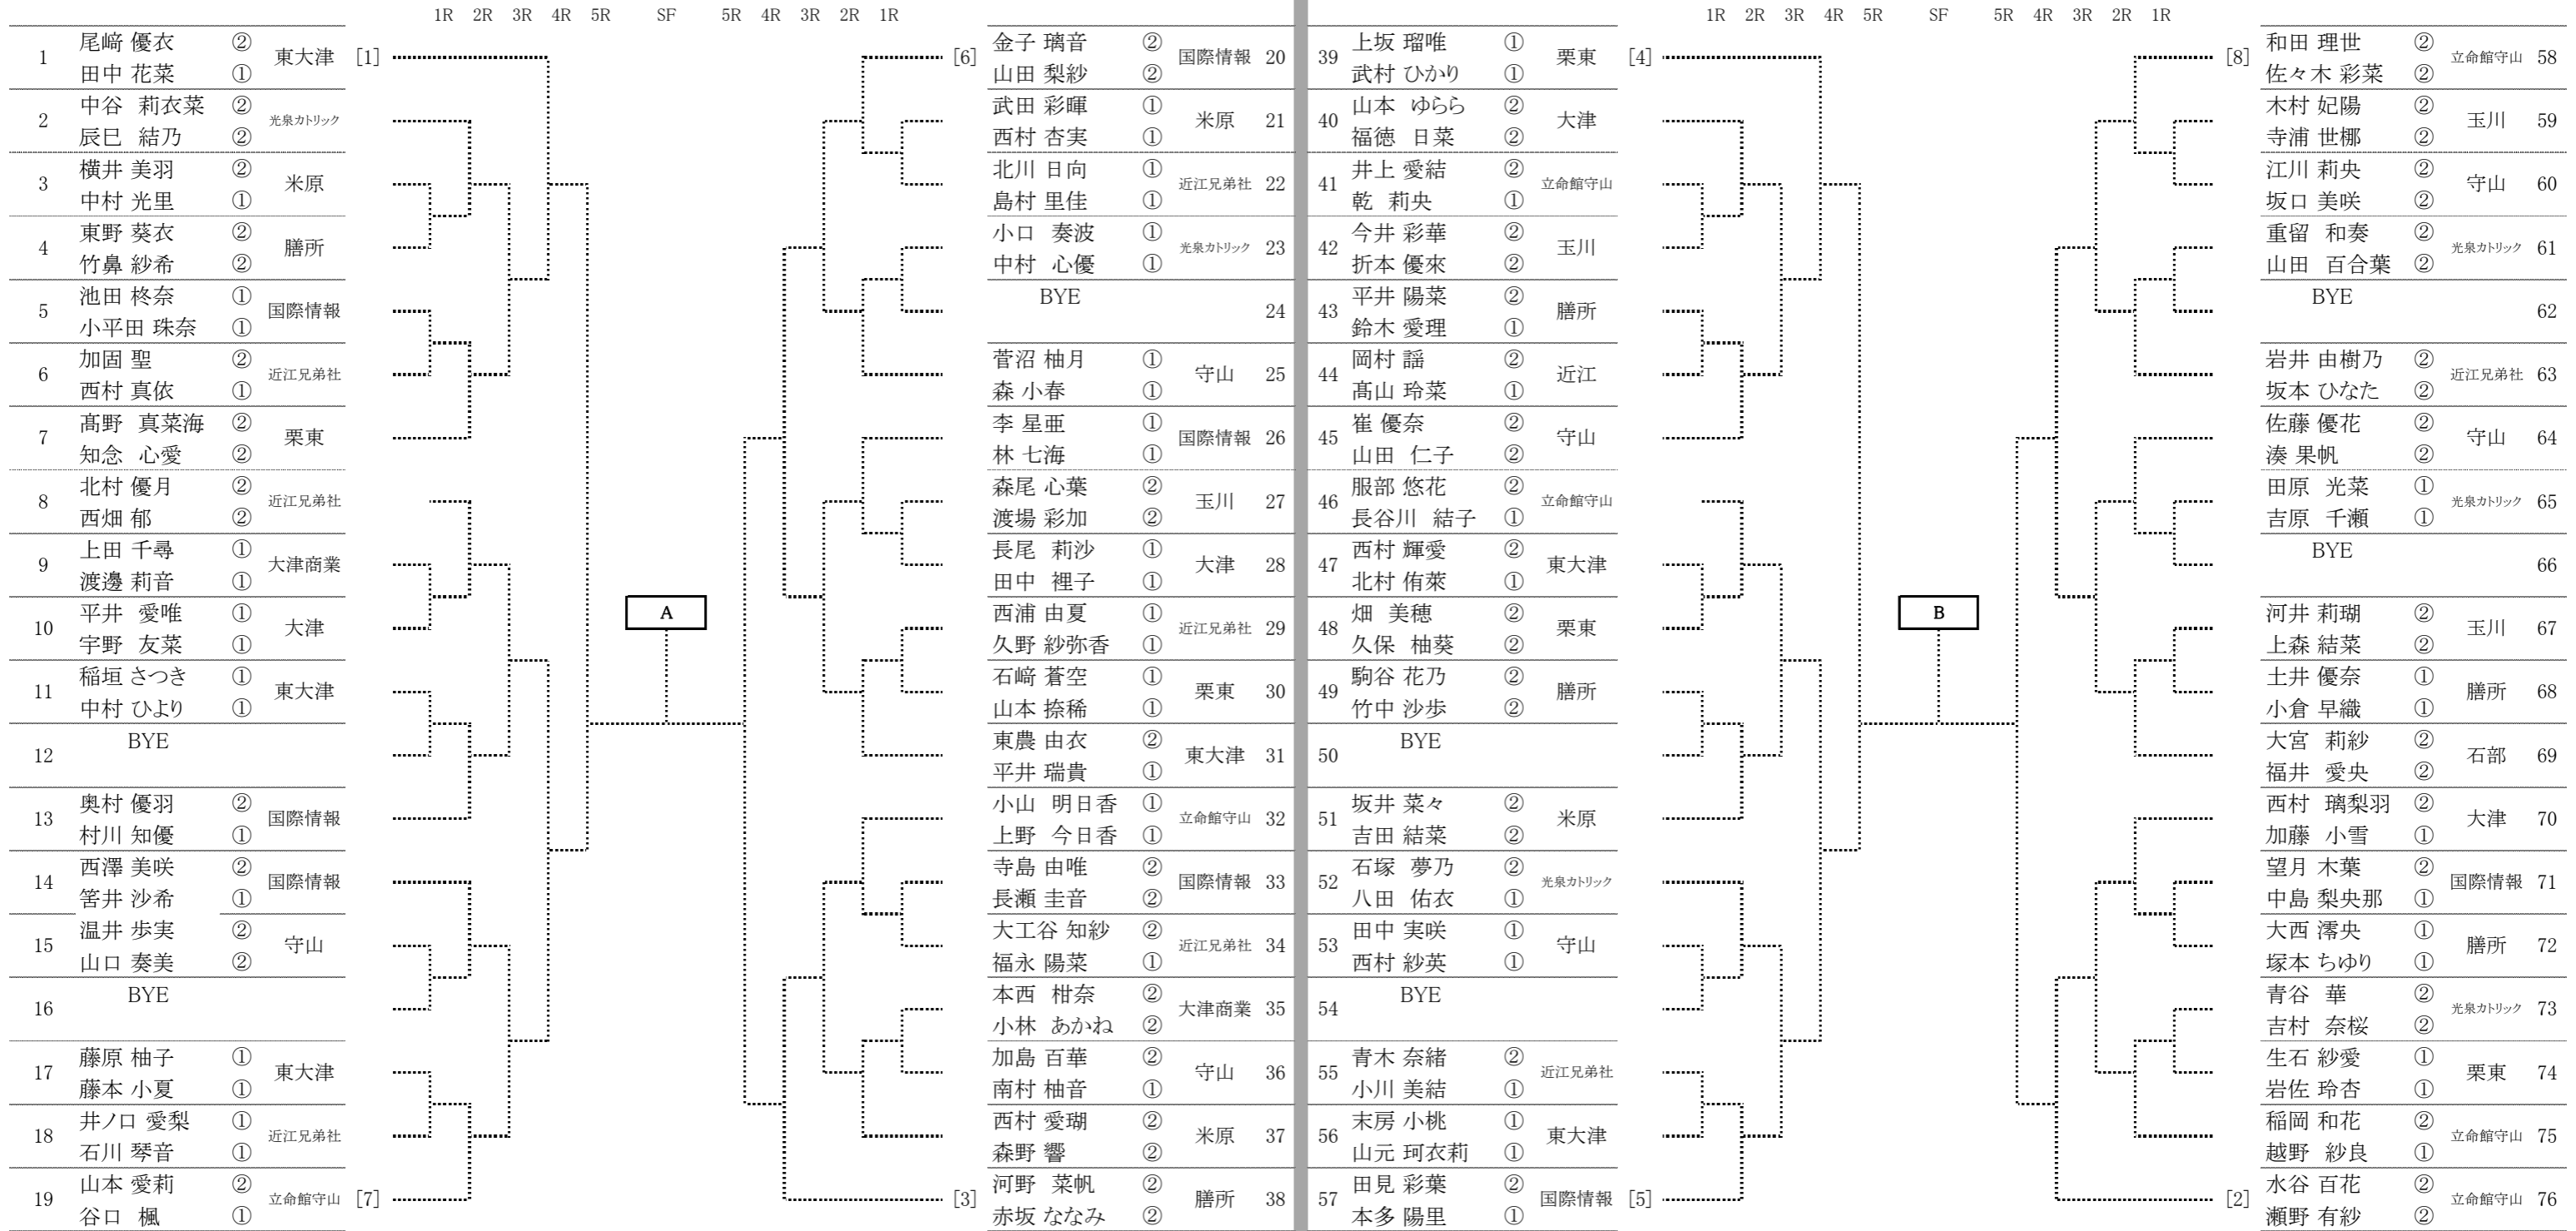 1R 2R 3R 4R 5R SF 5R 4R 3R 2R 1R
1 尾﨑 優衣 ② 東大津 [1]
田中 花菜 ①
2 中谷 莉衣菜 ② 光泉カトリック
辰巳 結乃 ②
3 横井 美羽 ② 米原
中村 光里 ①
4 東野 葵衣 ② 膳所
竹鼻 紗希 ②
5 池田 柊奈 ① 国際情報
小平田 珠奈 ①
6 加固 聖 ② 近江兄弟社
西村 真依 ①
7 髙野 真菜海 ② 栗東
知念 心愛 ②
8 北村 優月 ② 近江兄弟社
西畑 郁 ②
9 上田 千尋 ① 大津商業
渡邊 莉音 ①
10 平井 愛唯 ① 大津
宇野 友菜 ①
11 稲垣 さつき ① 東大津
中村 ひより ①
12 BYE
13 奥村 優羽 ② 国際情報
村川 知優 ①
14 西澤 美咲 ② 国際情報
筈井 沙希 ①
15 温井 歩実 ② 守山
山口 奏美 ②
16 BYE
17 藤原 柚子 ① 東大津
藤本 小夏 ①
18 井ノ口 愛梨 ① 近江兄弟社
石川 琴音 ①
19 山本 愛莉 ② 立命館守山 [7]
谷口 楓 ①
A
[6] 金子 璃音 ② 国際情報 20
山田 梨紗 ②
武田 彩暉 ① 米原 21
西村 杏実 ①
北川 日向 ① 近江兄弟社 22
島村 里佳 ①
小口 奏波 ① 光泉カトリック 23
中村 心優 ①
BYE 24
菅沼 柚月 ① 守山 25
森 小春 ①
李 星亜 ① 国際情報 26
林 七海 ①
森尾 心葉 ② 玉川 27
渡場 彩加 ②
長尾 莉沙 ① 大津 28
田中 裡子 ①
西浦 由夏 ① 近江兄弟社 29
久野 紗弥香 ①
石﨑 蒼空 ① 栗東 30
山本 捺稀 ①
東農 由衣 ② 東大津 31
平井 瑞貴 ①
小山 明日香 ① 立命館守山 32
上野 今日香 ①
寺島 由唯 ② 国際情報 33
長瀬 圭音 ②
大工谷 知紗 ② 近江兄弟社 34
福永 陽菜 ①
本西 柑奈 ② 大津商業 35
小林 あかね ②
加島 百華 ② 守山 36
南村 柚音 ①
西村 愛瑚 ② 米原 37
森野 響 ②
[3] 河野 菜帆 ② 膳所 38
赤坂 ななみ ②
1R 2R 3R 4R 5R SF 5R 4R 3R 2R 1R
39 上坂 瑠唯 ① 栗東 [4]
武村 ひかり ①
40 山本 ゆらら ② 大津
福徳 日菜 ②
41 井上 愛結 ② 立命館守山
乾 莉央 ①
42 今井 彩華 ② 玉川
折本 優來 ②
43 平井 陽菜 ② 膳所
鈴木 愛理 ①
44 岡村 謡 ② 近江
髙山 玲菜 ①
45 崔 優奈 ② 守山
山田 仁子 ②
46 服部 悠花 ② 立命館守山
長谷川 結子 ①
47 西村 輝愛 ② 東大津
北村 侑萊 ①
48 畑 美穂 ② 栗東
久保 柚葵 ②
49 駒谷 花乃 ② 膳所
竹中 沙歩 ②
50 BYE
51 坂井 菜々 ② 米原
吉田 結菜 ②
52 石塚 夢乃 ② 光泉カトリック
八田 佑衣 ①
53 田中 実咲 ① 守山
西村 紗英 ①
54 BYE
55 青木 奈緒 ② 近江兄弟社
小川 美結 ①
56 末房 小桃 ① 東大津
山元 珂衣莉 ①
57 田見 彩葉 ② 国際情報 [5]
本多 陽里 ①
B
[8] 和田 理世 ② 立命館守山 58
佐々木 彩菜 ②
木村 妃陽 ② 玉川 59
寺浦 世梛 ②
江川 莉央 ② 守山 60
坂口 美咲 ②
重留 和奏 ② 光泉カトリック 61
山田 百合葉 ②
BYE 62
岩井 由樹乃 ② 近江兄弟社 63
坂本 ひなた ②
佐藤 優花 ② 守山 64
湊 果帆 ②
田原 光菜 ① 光泉カトリック 65
吉原 千瀬 ①
BYE 66
河井 莉瑚 ② 玉川 67
上森 結菜 ②
土井 優奈 ① 膳所 68
小倉 早織 ①
大宮 莉紗 ② 石部 69
福井 愛央 ②
西村 璃梨羽 ② 大津 70
加藤 小雪 ①
望月 木葉 ② 国際情報 71
中島 梨央那 ①
大西 澪央 ① 膳所 72
塚本 ちゆり ①
青谷 華 ② 光泉カトリック 73
吉村 奈桜 ②
生石 紗愛 ① 栗東 74
岩佐 玲杏 ①
稲岡 和花 ② 立命館守山 75
越野 紗良 ①
[2] 水谷 百花 ② 立命館守山 76
瀬野 有紗 ②